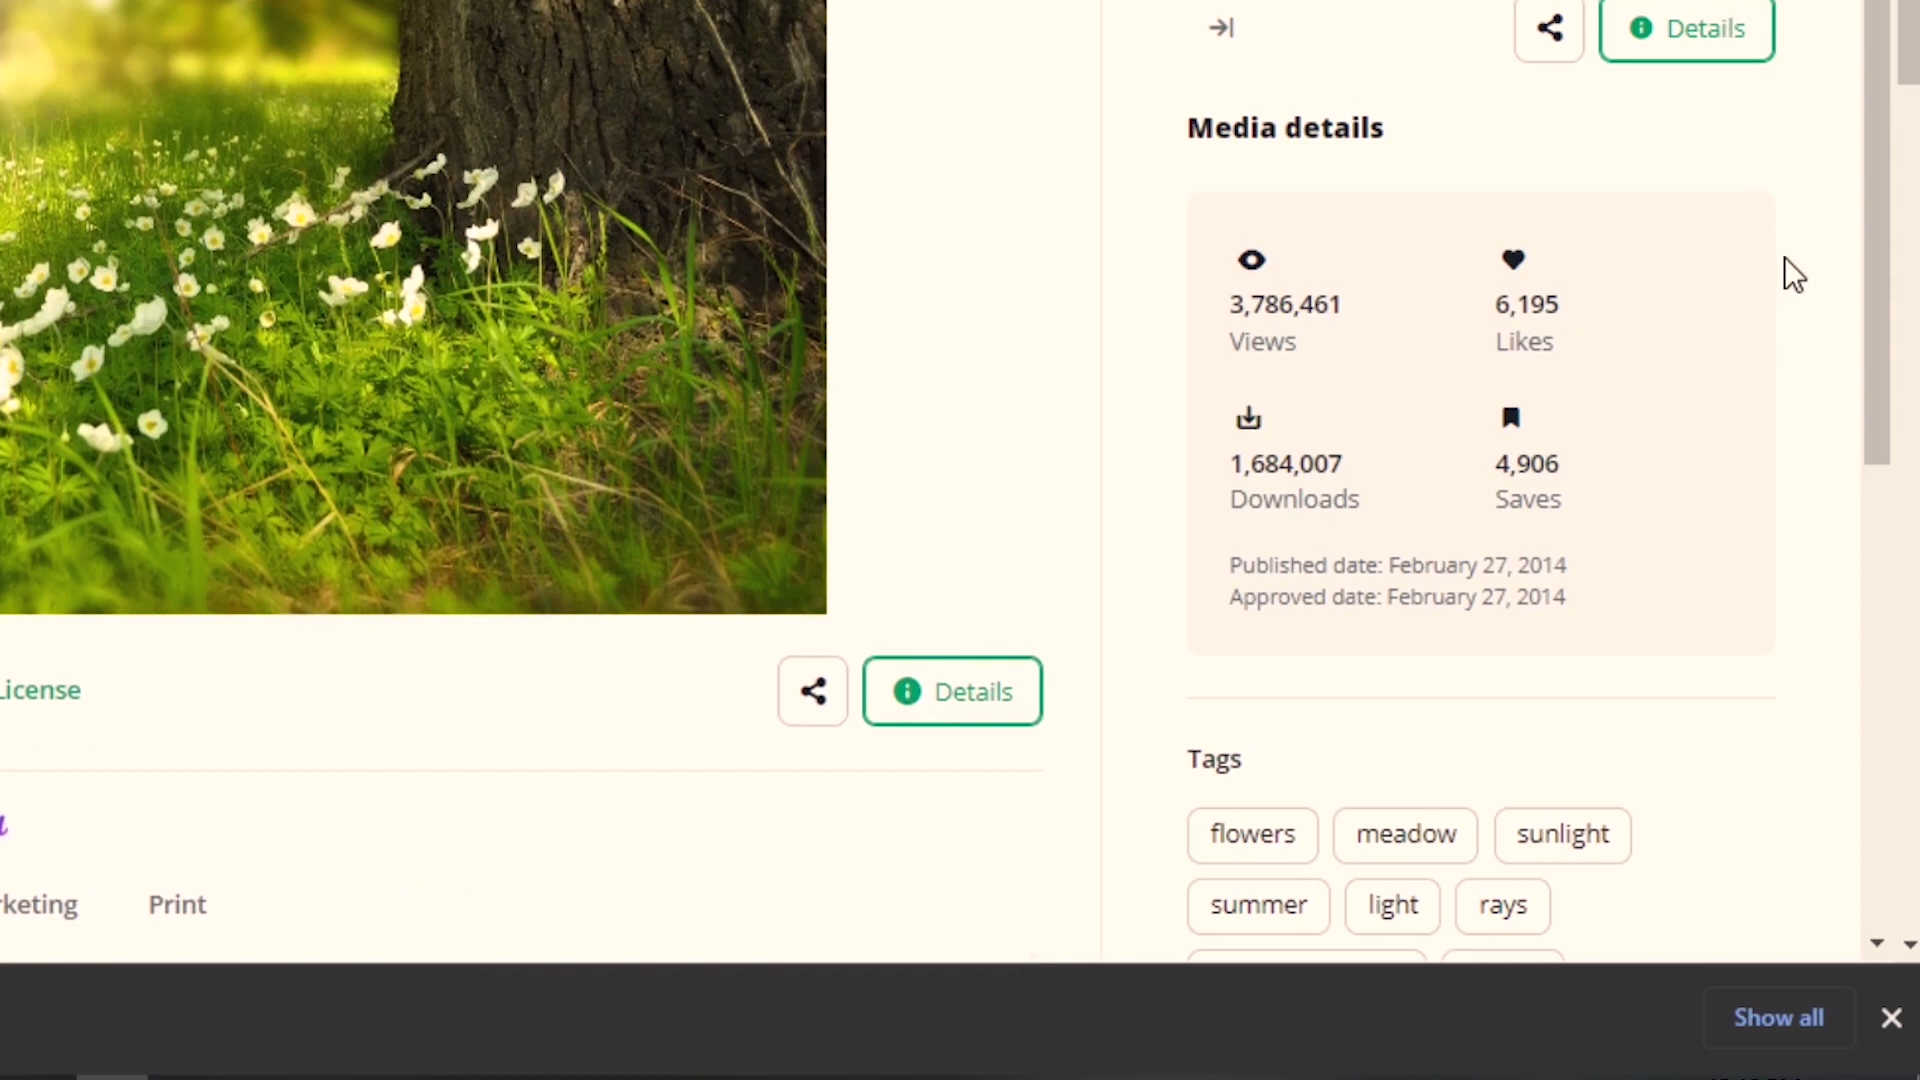 Details
Media details
3,786,461
Views
6,195
Likes
1,684,007
Downloads
4,906
Saves
Published date: February 27, 2014
Approved date: February 27, 2014
License
Details
Tags
flowers
meadow
sunlight
summer
light
rays
rketing
Print
Show all